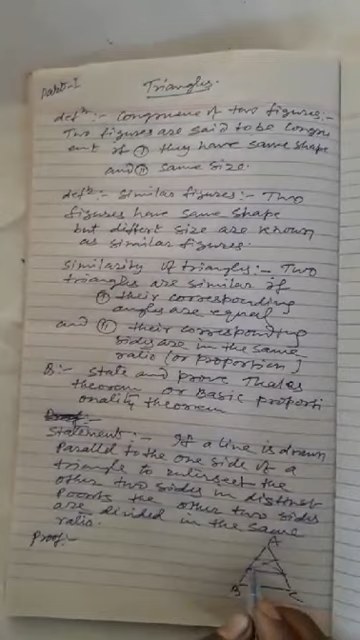 Part-I
Triangles.
defⁿ:- Congruence of two figures:-
Two figures are said to be congru
ent if (i) they have same shape
and (ii) same size.
defⁿ:- Similar figures:- Two
figures have same shape
but differt size are known
as similar figures.
Similarity of triangles:- Two
triangles are similar if
(i) their corresponding
angles are equal
and (ii) their corresponding
sides are in the same
ratio (or proportion)
Q:- State and prove Thales
theorem or Basic proporti
onality theorem
Proof:-
Statement:- If a line is drawn
parallel to the one side of a
triangle to intersect the
other two sides in distinct
points the other two sides
are divided in the same
ratio.
Proof:-
A
B
C